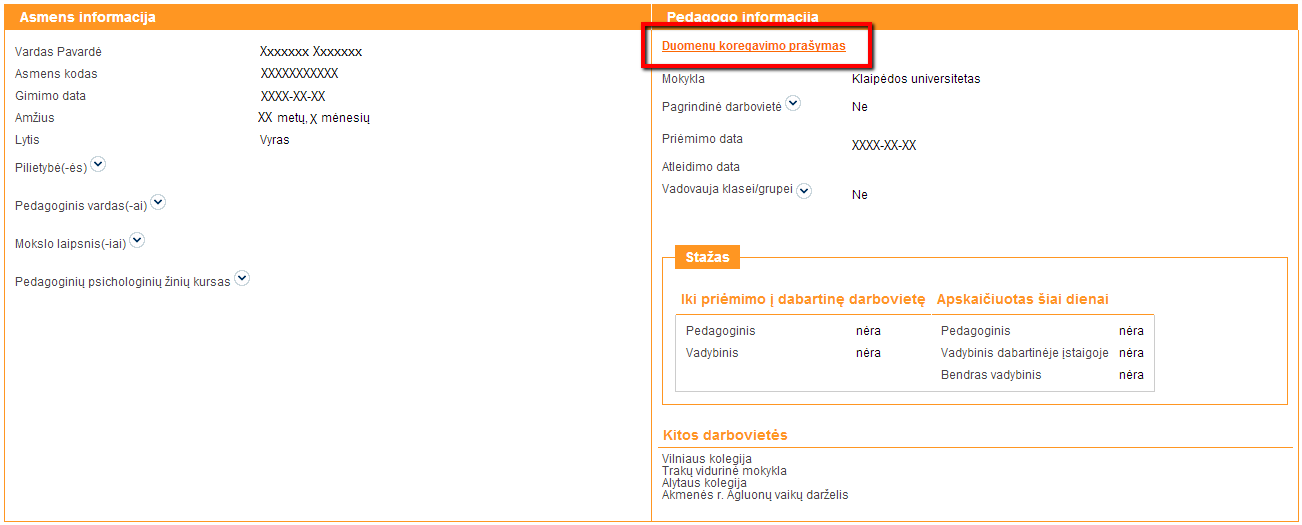 Asmens informacija
Vardas Pavardė Xxxxxxx Xxxxxxx
Asmens kodas XXXXXXXXXXX
Gimimo data XXXX-XX-XX
Amžius XX metų, X mėnesių
Lytis Vyras
Pilietybė(-ės)
Pedagoginis vardas(-ai)
Mokslo laipsnis(-iai)
Pedagoginių psichologinių žinių kursas
Pedagogo informacija
Duomenų koregavimo prašymas
Mokykla Klaipėdos universitetas
Pagrindinė darbovietė Ne
Priėmimo data XXXX-XX-XX
Atleidimo data
Vadovauja klasei/grupei Ne
Stažas
Iki priėmimo į dabartinę darbovietę Apskaičiuotas šiai dienai
Pedagoginis nėra Pedagoginis nėra
Vadybinis nėra Vadybinis dabartinėje įstaigoje nėra
Bendras vadybinis nėra
Kitos darbovietės
Vilniaus kolegija
Trakų vidurinė mokykla
Alytaus kolegija
Akmenės r. Agluonų vaikų darželis